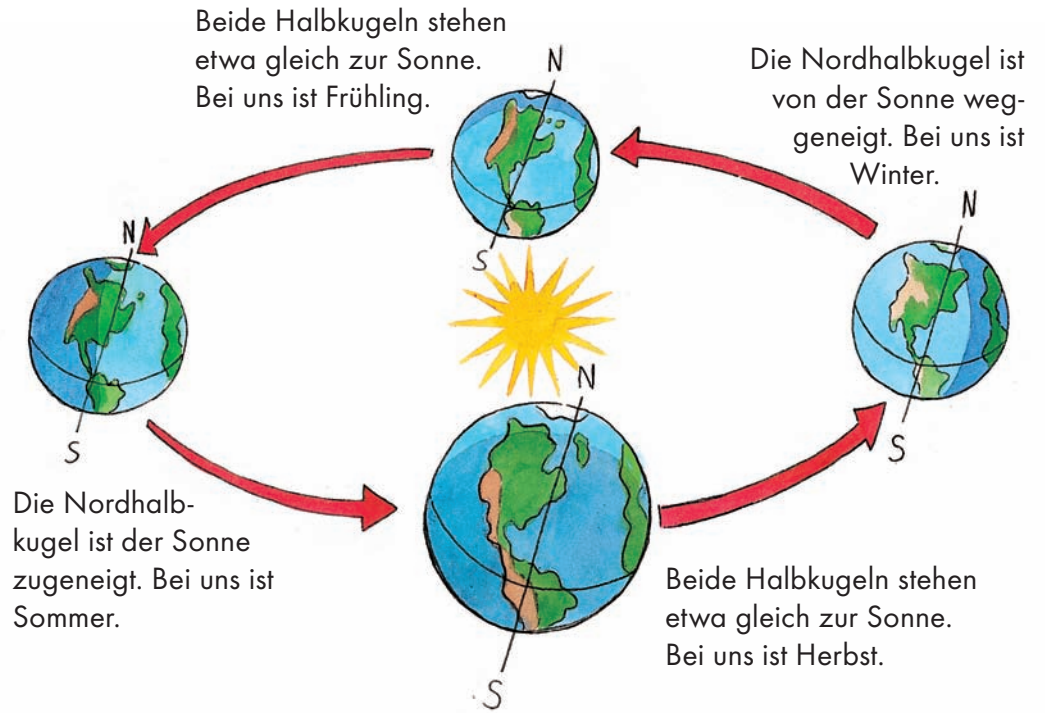 Beide Halbkugeln stehen
etwa gleich zur Sonne.
Bei uns ist Frühling.
Die Nordhalbkugel ist
von der Sonne weg-
geneigt. Bei uns ist
Winter.
N
S
N
S
N
S
N
S
Die Nordhalb-
kugel ist der Sonne
zugeneigt. Bei uns ist
Sommer.
Beide Halbkugeln stehen
etwa gleich zur Sonne.
Bei uns ist Herbst.